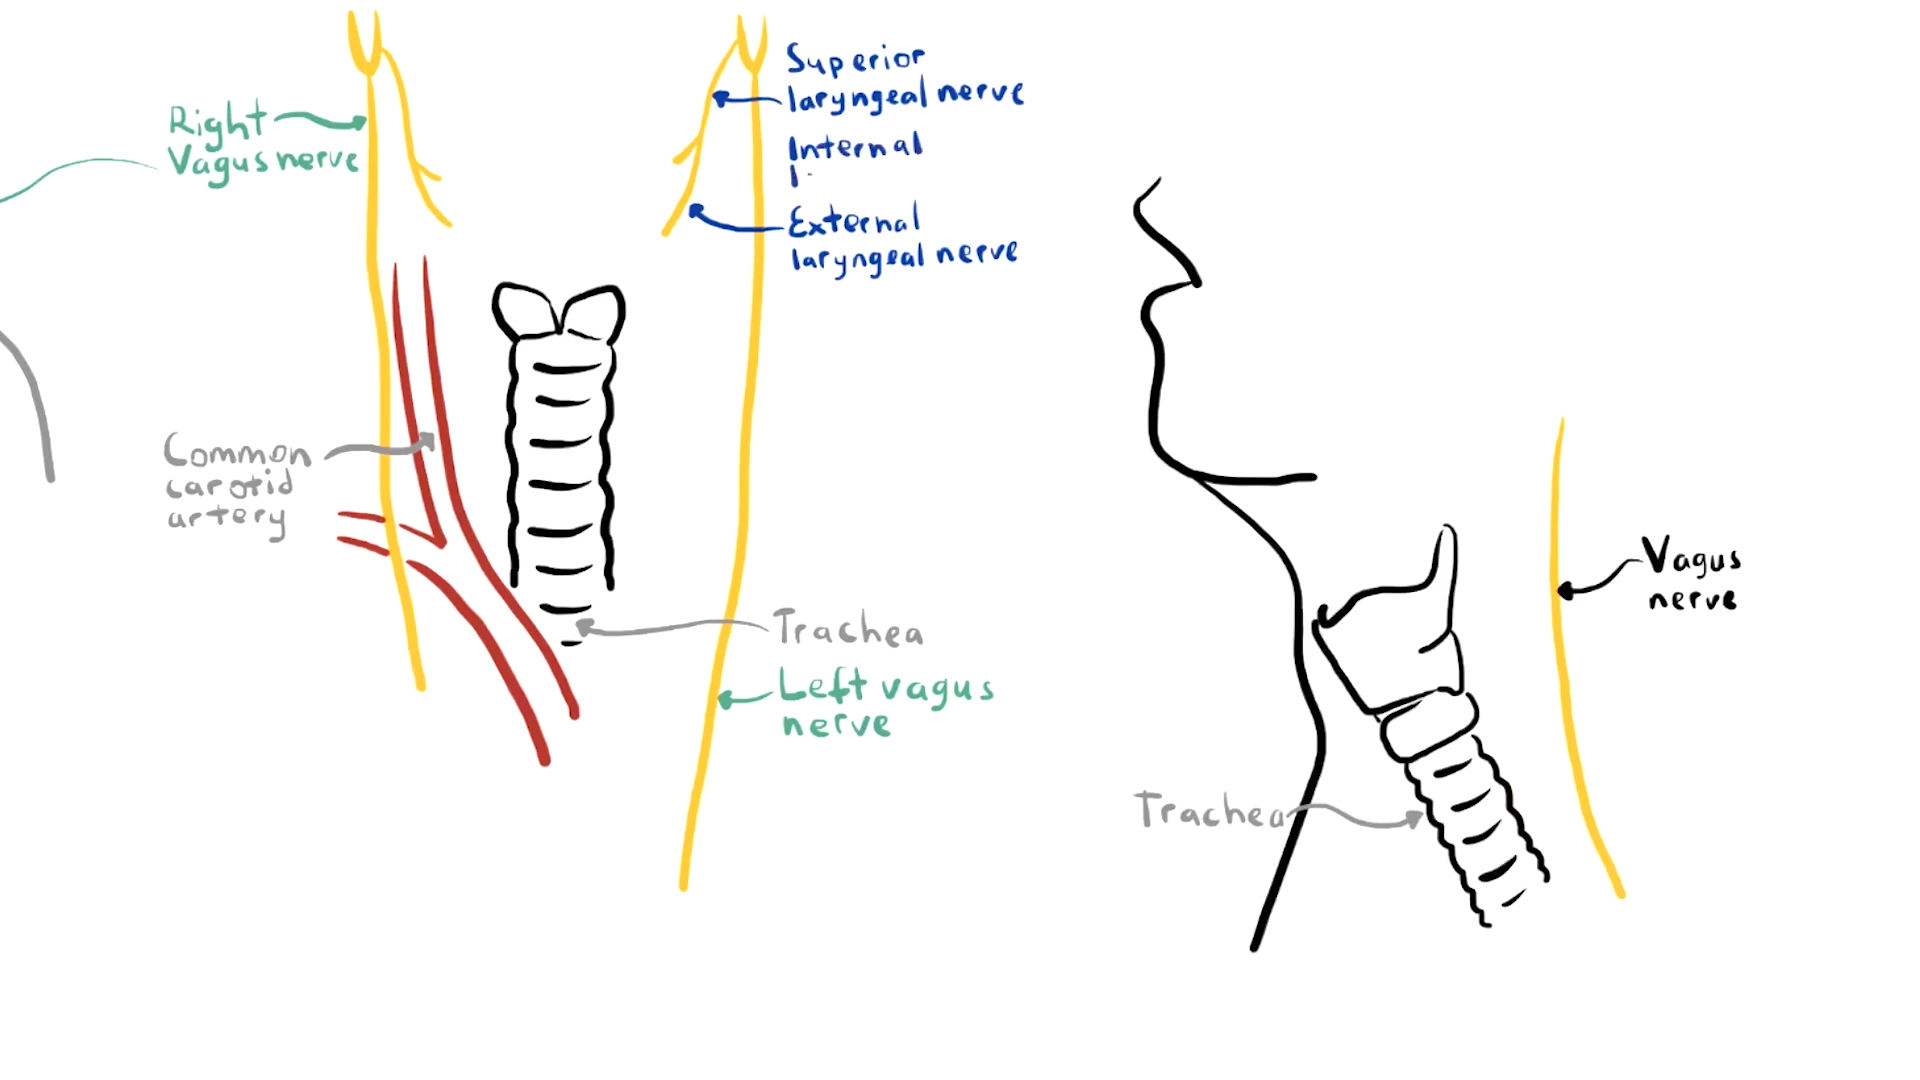 Superior
laryngeal nerve
Internal
External
laryngeal nerve
Right
Vagus nerve
Common
carotid
artery
Trachea
Left vagus
nerve
Vagus
nerve
Trachea